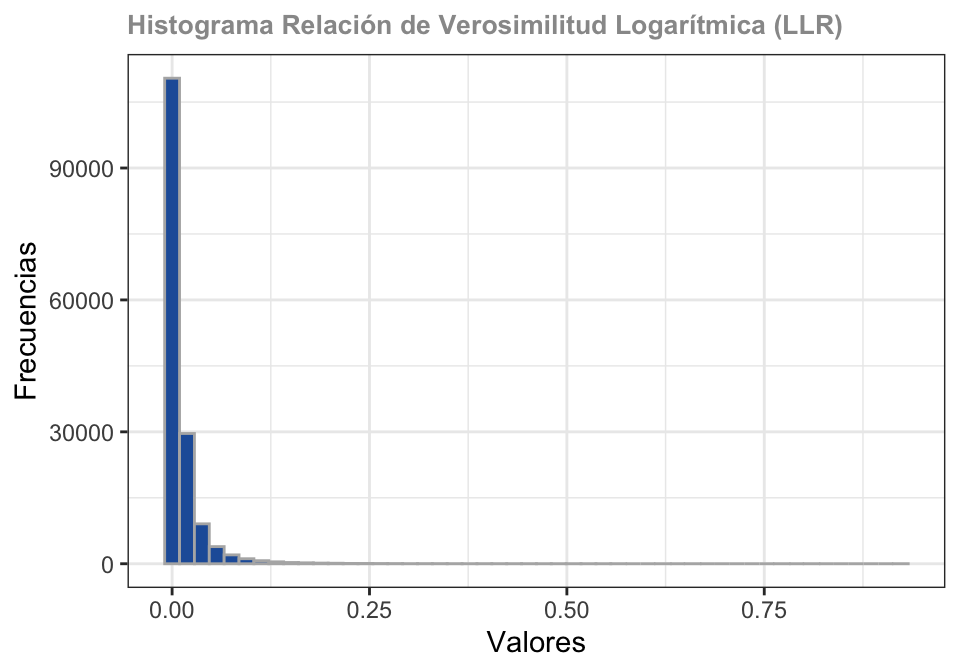 Histograma Relación de Verosimilitud Logarítmica (LLR)
Frecuencias
90000
60000
30000
0
0.00 0.25 0.50 0.75
Valores